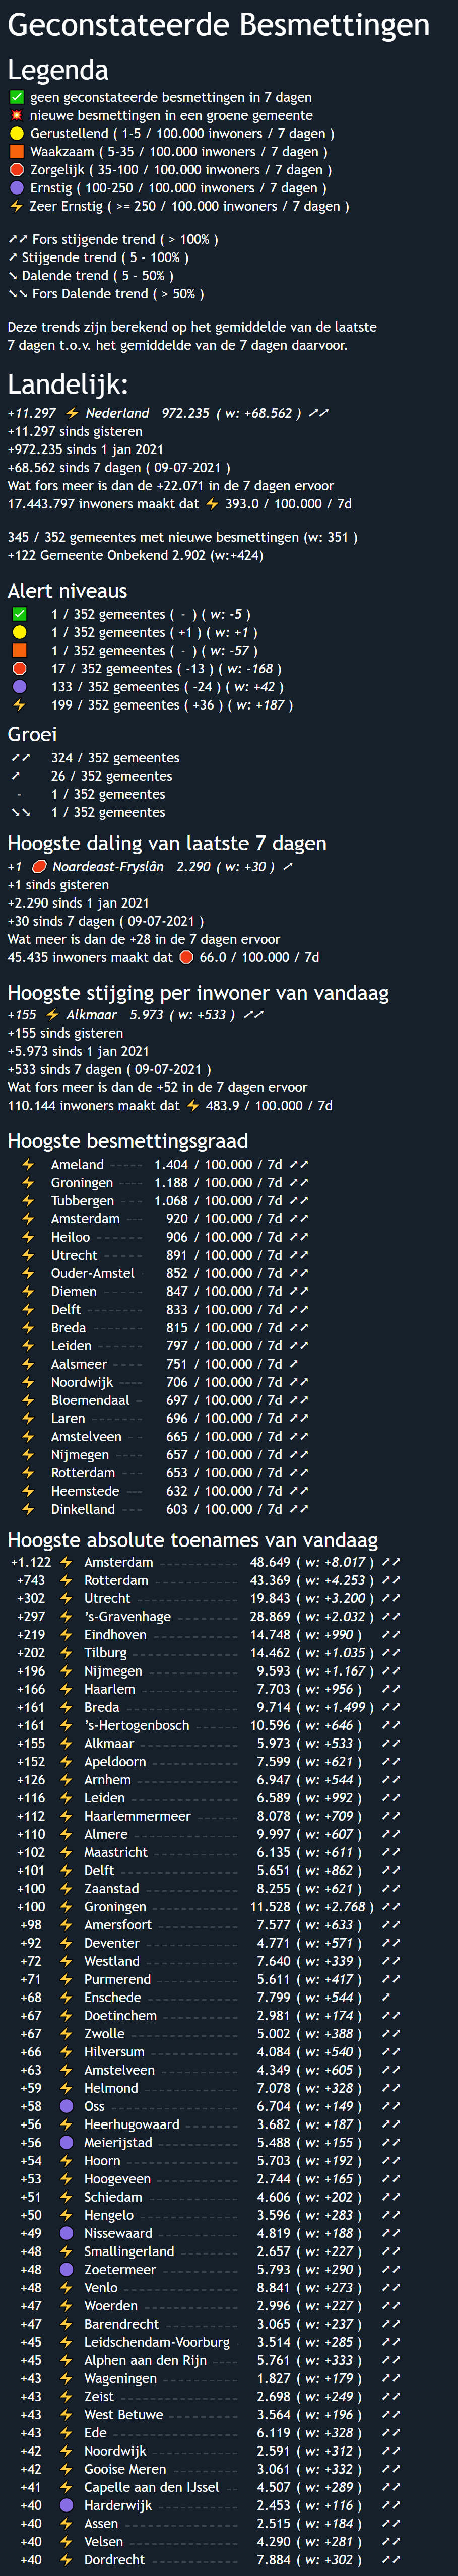 Geconstateerde Besmettingen
Legenda
✅ geen geconstateerde besmettingen in 7 dagen
💥 nieuwe besmettingen in een groene gemeente
🟡 Gerustellend ( 1-5 / 100.000 inwoners / 7 dagen )
🟧 Waakzaam ( 5-35 / 100.000 inwoners / 7 dagen )
🛑 Zorgelijk ( 35-100 / 100.000 inwoners / 7 dagen )
🟣 Ernstig ( 100-250 / 100.000 inwoners / 7 dagen )
⚡ Zeer Ernstig ( >= 250 / 100.000 inwoners / 7 dagen )
➚➚ Fors stijgende trend ( > 100% )
➚ Stijgende trend ( 5 - 100% )
➘ Dalende trend ( 5 - 50% )
➘➘ Fors Dalende trend ( > 50% )
Deze trends zijn berekend op het gemiddelde van de laatste
7 dagen t.o.v. het gemiddelde van de 7 dagen daarvoor.
Landelijk:
+11.297 ⚡ Nederland 972.235 ( w: +68.562 ) ➚➚
+11.297 sinds gisteren
+972.235 sinds 1 jan 2021
+68.562 sinds 7 dagen ( 09-07-2021 )
Wat fors meer is dan de +22.071 in de 7 dagen ervoor
17.443.797 inwoners maakt dat ⚡ 393.0 / 100.000 / 7d
345 / 352 gemeentes met nieuwe besmettingen (w: 351 )
+122 Gemeente Onbekend 2.902 (w:+424)
Alert niveaus
✅ 1 / 352 gemeentes ( - ) ( w: -5 )
🟡 1 / 352 gemeentes ( +1 ) ( w: +1 )
🟧 1 / 352 gemeentes ( - ) ( w: -57 )
🛑 17 / 352 gemeentes ( -13 ) ( w: -168 )
🟣 133 / 352 gemeentes ( -24 ) ( w: +42 )
⚡ 199 / 352 gemeentes ( +36 ) ( w: +187 )
Groei
➚➚ 324 / 352 gemeentes
➚ 26 / 352 gemeentes
- 1 / 352 gemeentes
➘➘ 1 / 352 gemeentes
Hoogste daling van laatste 7 dagen
+1 🛑 Noardeast-Fryslân 2.290 ( w: +30 ) ➚
+1 sinds gisteren
+2.290 sinds 1 jan 2021
+30 sinds 7 dagen ( 09-07-2021 )
Wat meer is dan de +28 in de 7 dagen ervoor
45.435 inwoners maakt dat 🛑 66.0 / 100.000 / 7d
Hoogste stijging per inwoner van vandaag
+155 ⚡ Alkmaar 5.973 ( w: +533 ) ➚➚
+155 sinds gisteren
+5.973 sinds 1 jan 2021
+533 sinds 7 dagen ( 09-07-2021 )
Wat fors meer is dan de +52 in de 7 dagen ervoor
110.144 inwoners maakt dat ⚡ 483.9 / 100.000 / 7d
Hoogste besmettingsgraad
⚡ Ameland ----- 1.404 / 100.000 / 7d ➚➚
⚡ Groningen ---- 1.188 / 100.000 / 7d ➚➚
⚡ Tubbergen ---- 1.068 / 100.000 / 7d ➚➚
⚡ Amsterdam --- 920 / 100.000 / 7d ➚➚
⚡ Heiloo ------ 906 / 100.000 / 7d ➚➚
⚡ Utrecht ----- 891 / 100.000 / 7d ➚➚
⚡ Ouder-Amstel - 852 / 100.000 / 7d ➚➚
⚡ Diemen ------ 847 / 100.000 / 7d ➚➚
⚡ Delft ------- 833 / 100.000 / 7d ➚➚
⚡ Breda ------- 815 / 100.000 / 7d ➚➚
⚡ Leiden ------ 797 / 100.000 / 7d ➚➚
⚡ Aalsmeer ---- 751 / 100.000 / 7d ➚
⚡ Noordwijk ---- 706 / 100.000 / 7d ➚➚
⚡ Bloemendaal - 697 / 100.000 / 7d ➚➚
⚡ Laren ------- 696 / 100.000 / 7d ➚➚
⚡ Amstelveen -- 665 / 100.000 / 7d ➚➚
⚡ Nijmegen ---- 657 / 100.000 / 7d ➚➚
⚡ Rotterdam --- 653 / 100.000 / 7d ➚➚
⚡ Heemstede --- 632 / 100.000 / 7d ➚➚
⚡ Dinkelland --- 603 / 100.000 / 7d ➚➚
Hoogste absolute toenames van vandaag
+1.122 ⚡ Amsterdam 48.649 ( w: +8.017 ) ➚➚
+743 ⚡ Rotterdam 43.369 ( w: +4.253 ) ➚➚
+302 ⚡ Utrecht 19.843 ( w: +3.200 ) ➚➚
+297 ⚡ 's-Gravenhage 28.869 ( w: +2.032 ) ➚➚
+219 ⚡ Eindhoven 14.748 ( w: +990 ) ➚➚
+202 ⚡ Tilburg 14.462 ( w: +1.035 ) ➚➚
+196 ⚡ Nijmegen 9.593 ( w: +1.167 ) ➚➚
+166 ⚡ Haarlem 7.703 ( w: +956 ) ➚➚
+161 ⚡ Breda 9.714 ( w: +1.499 ) ➚➚
+161 ⚡ 's-Hertogenbosch 10.596 ( w: +646 ) ➚➚
+155 ⚡ Alkmaar 5.973 ( w: +533 ) ➚➚
+152 ⚡ Apeldoorn 7.599 ( w: +621 ) ➚➚
+126 ⚡ Arnhem 6.947 ( w: +544 ) ➚➚
+116 ⚡ Leiden 6.589 ( w: +992 ) ➚➚
+112 ⚡ Haarlemmermeer 8.078 ( w: +709 ) ➚➚
+110 ⚡ Almere 9.997 ( w: +607 ) ➚➚
+102 ⚡ Maastricht 6.135 ( w: +611 ) ➚➚
+101 ⚡ Delft 5.651 ( w: +862 ) ➚➚
+100 ⚡ Zaanstad 8.255 ( w: +621 ) ➚➚
+100 ⚡ Groningen 11.528 ( w: +2.768 ) ➚➚
+98 ⚡ Amersfoort 7.577 ( w: +633 ) ➚➚
+92 ⚡ Deventer 4.771 ( w: +571 ) ➚➚
+72 ⚡ Westland 7.640 ( w: +339 ) ➚➚
+71 ⚡ Purmerend 5.611 ( w: +417 ) ➚➚
+68 ⚡ Enschede 7.799 ( w: +544 ) ➚
+67 ⚡ Doetinchem 2.981 ( w: +174 ) ➚➚
+67 ⚡ Zwolle 5.002 ( w: +388 ) ➚➚
+66 ⚡ Hilversum 4.084 ( w: +540 ) ➚➚
+63 ⚡ Amstelveen 4.349 ( w: +605 ) ➚➚
+59 ⚡ Helmond 7.078 ( w: +328 ) ➚➚
+58 🟣 Oss 6.704 ( w: +149 ) ➚➚
+56 ⚡ Heerhugowaard 3.682 ( w: +187 ) ➚➚
+56 🟣 Meierijstad 5.488 ( w: +155 ) ➚➚
+54 ⚡ Hoorn 5.703 ( w: +192 ) ➚➚
+53 ⚡ Hoogeveen 2.744 ( w: +165 ) ➚➚
+51 ⚡ Schiedam 4.606 ( w: +202 ) ➚➚
+50 ⚡ Hengelo 3.596 ( w: +283 ) ➚➚
+49 🟣 Nissewaard 4.819 ( w: +188 ) ➚➚
+48 ⚡ Smallingerland 2.657 ( w: +227 ) ➚➚
+48 🟣 Zoetermeer 5.793 ( w: +290 ) ➚➚
+48 ⚡ Venlo 8.841 ( w: +273 ) ➚➚
+47 ⚡ Woerden 2.996 ( w: +227 ) ➚➚
+47 ⚡ Barendrecht 3.065 ( w: +237 ) ➚➚
+45 ⚡ Leidschendam-Voorburg 3.514 ( w: +285 ) ➚➚
+45 ⚡ Alphen aan den Rijn 5.761 ( w: +333 ) ➚➚
+43 ⚡ Wageningen 1.827 ( w: +179 ) ➚➚
+43 ⚡ Zeist 2.698 ( w: +249 ) ➚➚
+43 ⚡ West Betuwe 3.564 ( w: +196 ) ➚➚
+43 ⚡ Ede 6.119 ( w: +328 ) ➚➚
+42 ⚡ Noordwijk 2.591 ( w: +312 ) ➚➚
+42 ⚡ Gooise Meren 3.061 ( w: +332 ) ➚➚
+41 ⚡ Capelle aan den IJssel 4.507 ( w: +289 ) ➚➚
+40 🟣 Harderwijk 2.453 ( w: +116 ) ➚➚
+40 ⚡ Assen 2.515 ( w: +184 ) ➚➚
+40 ⚡ Velsen 4.290 ( w: +281 ) ➚➚
+40 ⚡ Dordrecht 7.884 ( w: +302 ) ➚➚